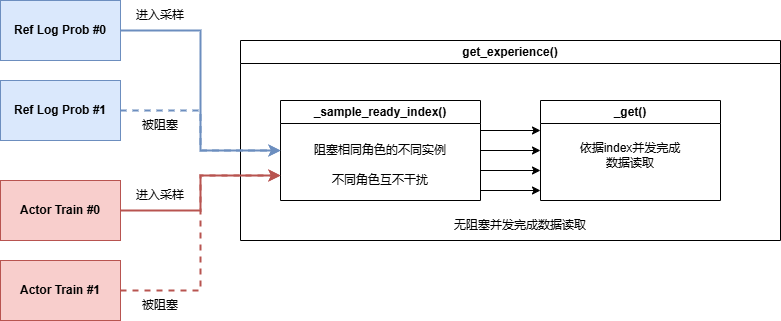 Ref Log Prob #0
进入采样
Ref Log Prob #1
被阻塞
Actor Train #0
进入采样
Actor Train #1
被阻塞
get_experience()
_sample_ready_index()
阻塞相同角色的不同实例
不同角色互不干扰
_get()
依据index并发完成
数据读取
无阻塞并发完成数据读取